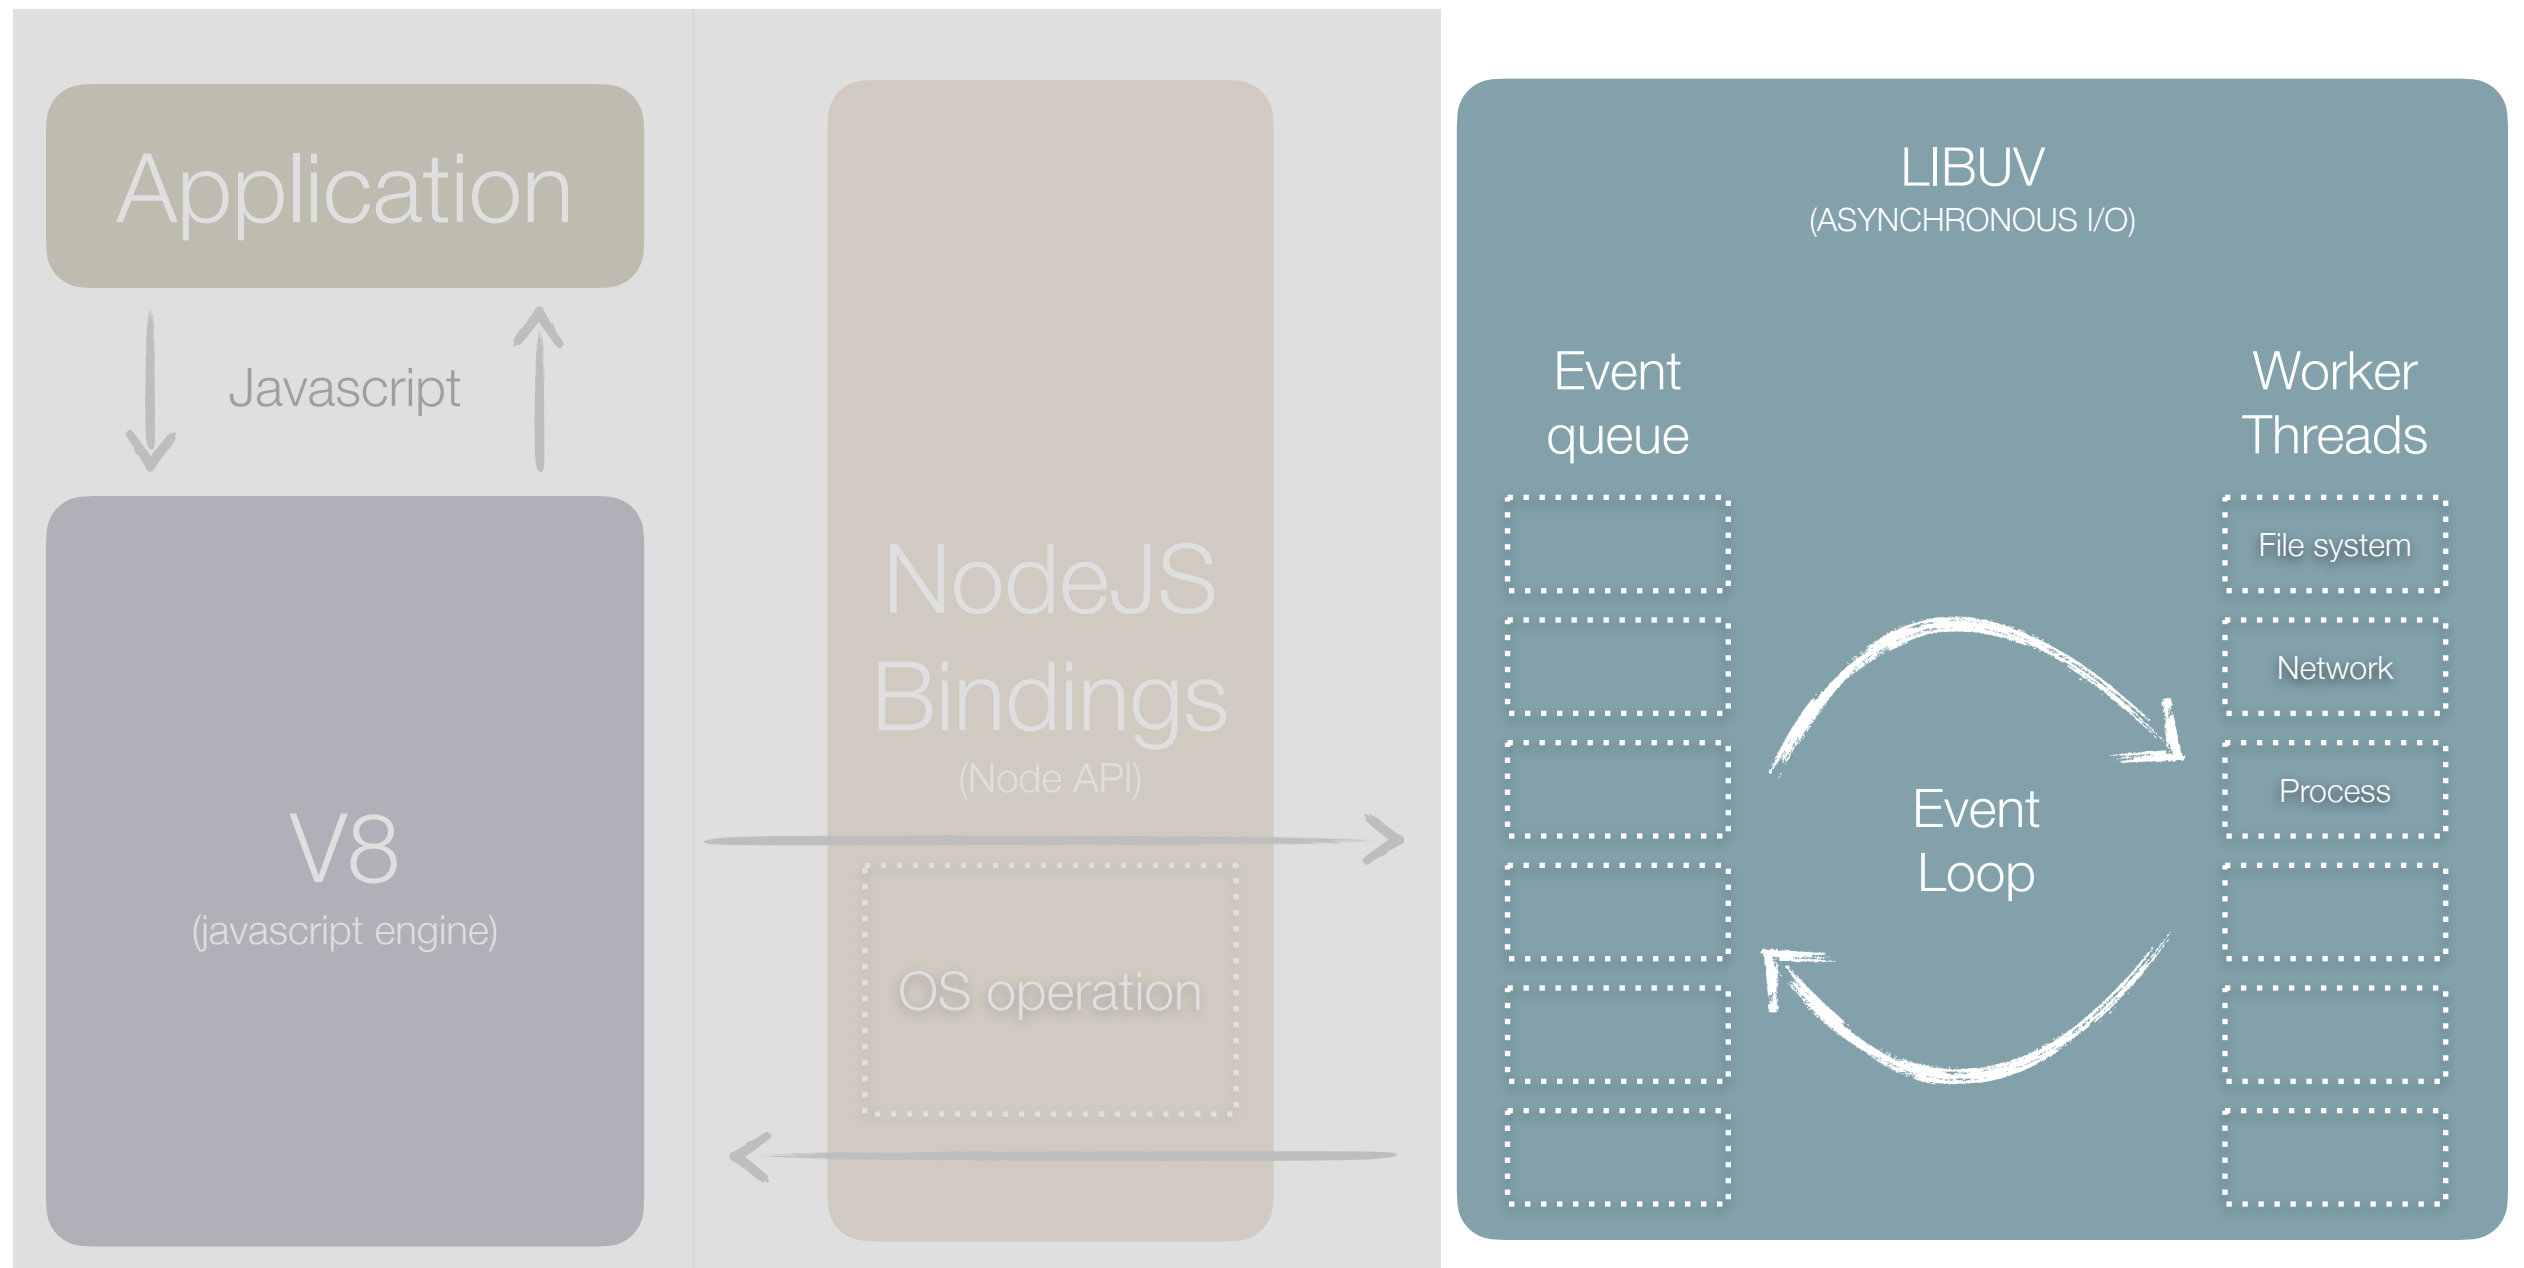 Application
Javascript
V8
(javascript engine)
NodeJS
Bindings
(Node API)
OS operation
LIBUV
(ASYNCHRONOUS I/O)
Event
queue
Event
Loop
Worker
Threads
File system
Network
Process